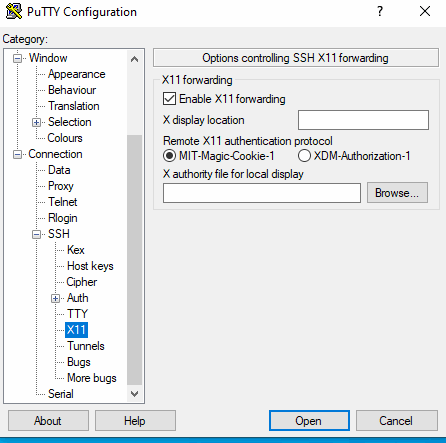 PuTTY Configuration
Category:
Window
Appearance
Behaviour
Translation
Selection
Colours
Connection
Data
Proxy
Telnet
Rlogin
SSH
Kex
Host keys
Cipher
Auth
TTY
X11
Tunnels
Bugs
More bugs
Serial
Options controlling SSH X11 forwarding
X11 forwarding
Enable X11 forwarding
X display location
Remote X11 authentication protocol
MIT-Magic-Cookie-1 XDM-Authorization-1
X authority file for local display
Browse...
About Help Open Cancel